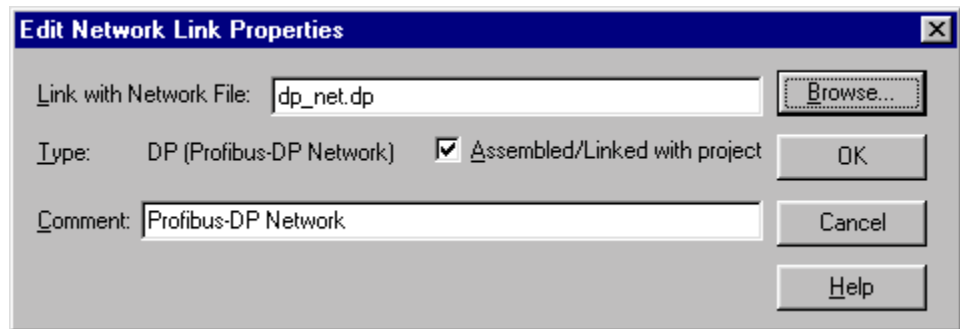 Edit Network Link Properties
Link with Network File: dp_net.dp Browse...
Type: DP (Profibus-DP Network) Assembled/Linked with project OK
Comment: Profibus-DP Network Cancel
Help